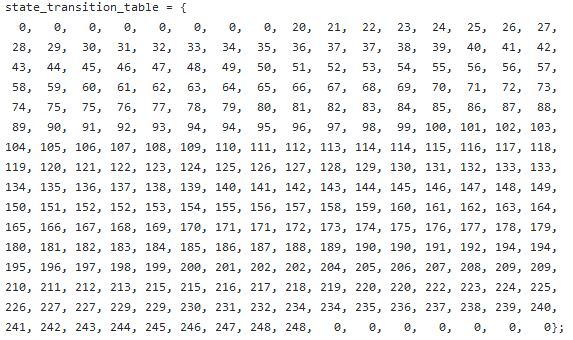 state_transition_table = {
0, 0, 0, 0, 0, 0, 0, 0, 20, 21, 22, 23, 24, 25, 26, 27,
28, 29, 30, 31, 32, 33, 34, 35, 36, 37, 37, 38, 39, 40, 41, 42,
43, 44, 45, 46, 47, 48, 49, 50, 51, 52, 53, 54, 55, 56, 56, 57,
58, 59, 60, 61, 62, 63, 64, 65, 66, 67, 68, 69, 70, 71, 72, 73,
74, 75, 75, 76, 77, 78, 79, 80, 81, 82, 83, 84, 85, 86, 87, 88,
89, 90, 91, 92, 93, 94, 94, 95, 96, 97, 98, 99, 100, 101, 102, 103,
104, 105, 106, 107, 108, 109, 110, 111, 112, 113, 114, 114, 115, 116, 117, 118,
119, 120, 121, 122, 123, 124, 125, 126, 127, 128, 129, 130, 131, 132, 133, 133,
134, 135, 136, 137, 138, 139, 140, 141, 142, 143, 144, 145, 146, 147, 148, 149,
150, 151, 152, 152, 153, 154, 155, 156, 157, 158, 159, 160, 161, 162, 163, 164,
165, 166, 167, 168, 169, 170, 171, 171, 172, 173, 174, 175, 176, 177, 178, 179,
180, 181, 182, 183, 184, 185, 186, 187, 188, 189, 190, 190, 191, 192, 194, 194,
195, 196, 197, 198, 199, 200, 201, 202, 202, 204, 205, 206, 207, 208, 209, 209,
210, 211, 212, 213, 215, 215, 216, 217, 218, 219, 220, 220, 222, 223, 224, 225,
226, 227, 227, 229, 229, 230, 231, 232, 234, 234, 235, 236, 237, 238, 239, 240,
241, 242, 243, 244, 245, 246, 247, 248, 248, 0, 0, 0, 0, 0, 0, 0};